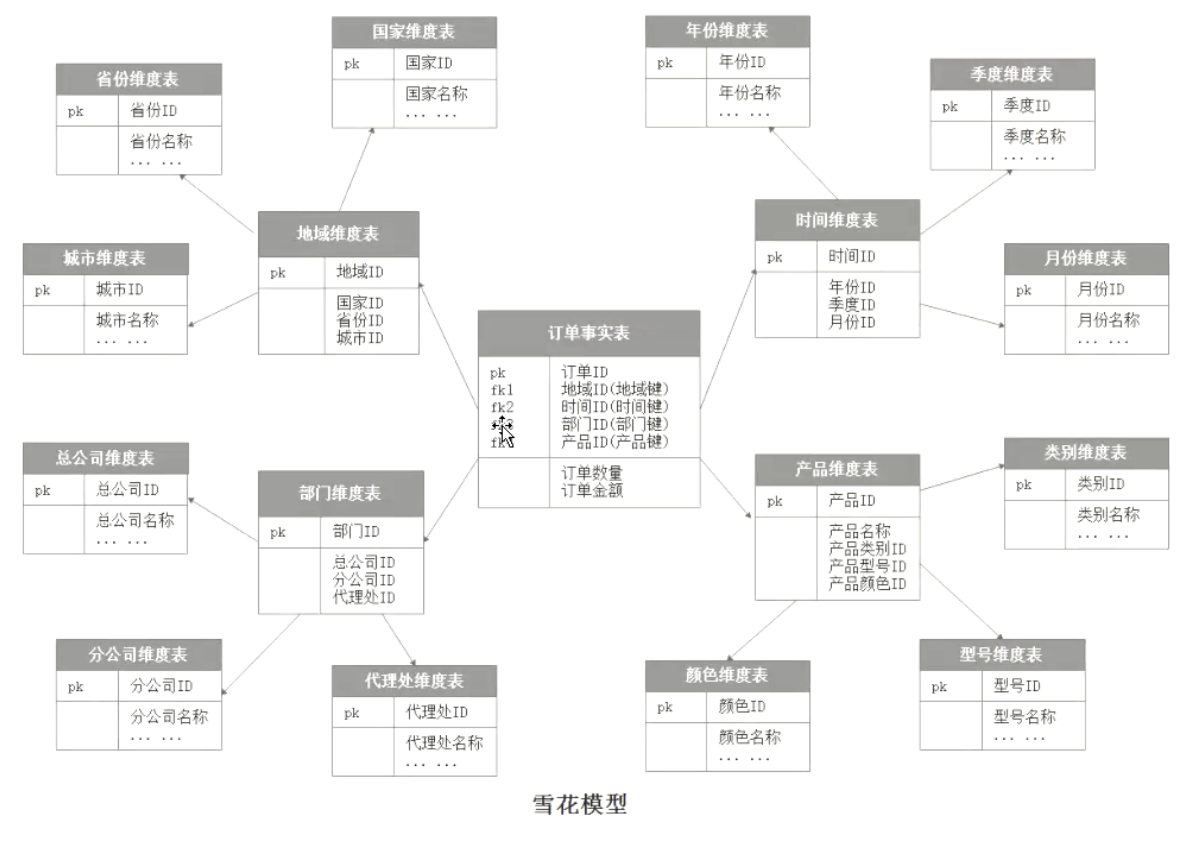 国家维度表
pk 国家ID
国家名称
... ...
年份维度表
pk 年份ID
年份名称
... ...
省份维度表
pk 省份ID
省份名称
... ...
季度维度表
pk 季度ID
季度名称
... ...
地域维度表
pk 地域ID
国家ID
省份ID
城市ID
时间维度表
pk 时间ID
年份ID
季度ID
月份ID
城市维度表
pk 城市ID
城市名称
... ...
月份维度表
pk 月份ID
月份名称
... ...
订单事实表
pk 订单ID
fk1 地域ID(地域键)
fk2 时间ID(时间键)
部门ID(部门键)
产品ID(产品键)
订单数量
订单金额
总公司维度表
pk 总公司ID
总公司名称
... ...
部门维度表
pk 部门ID
总公司ID
分公司ID
代理处ID
产品维度表
pk 产品ID
产品名称
产品类别ID
产品型号ID
产品颜色ID
类别维度表
pk 类别ID
类别名称
... ...
分公司维度表
pk 分公司ID
分公司名称
... ...
代理处维度表
pk 代理处ID
代理处名称
... ...
颜色维度表
pk 颜色ID
颜色名称
... ...
型号维度表
pk 型号ID
型号名称
... ...
雪花模型